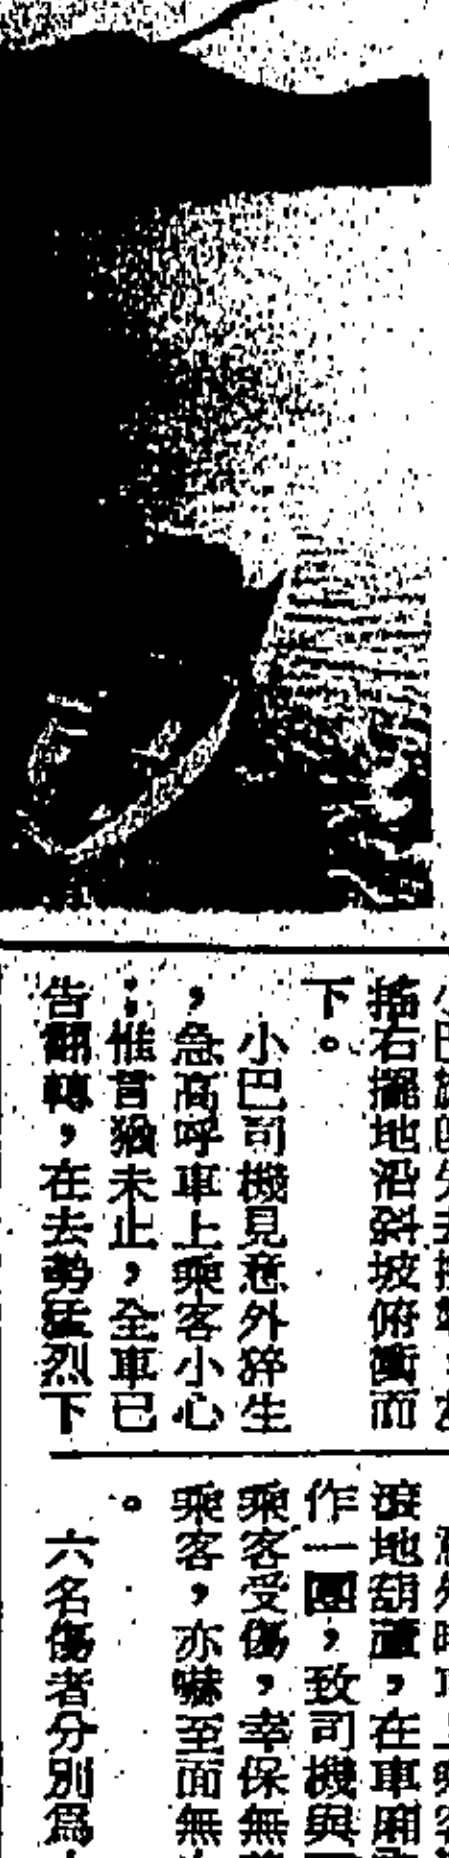 搖右擺地沿斜坡俯衝而
下。
小巴司機見意外猝生
，急高呼車上乘客小心
；惟言猶未止，全車已
告翻轉，在去勢猛烈下
滾地葫蘆，在車廂
作一團，致司機與
乘客受傷，幸保無
乘客，亦嚇至面無
。
六名傷者分別爲